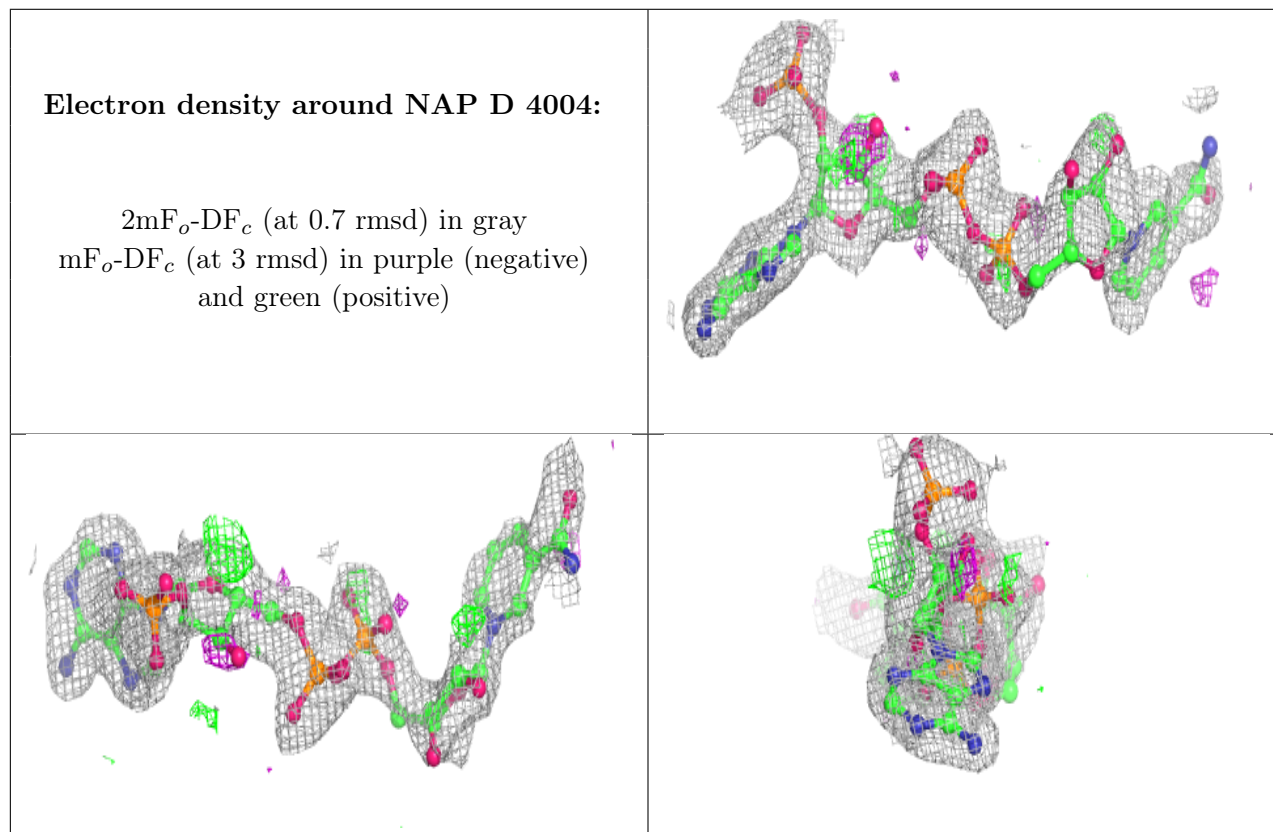 Electron density around NAP D 4004:
2mFo-DFc (at 0.7 rmsd) in gray
mFo-DFc (at 3 rmsd) in purple (negative)
and green (positive)